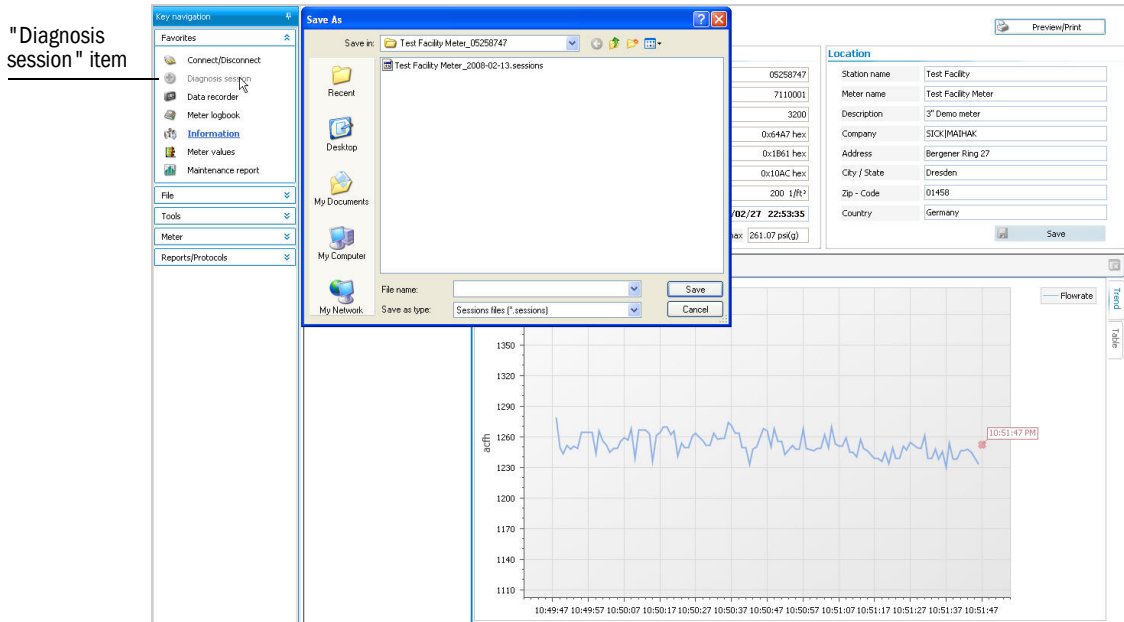 "Diagnosis
session" item
Key navigation
Favorites
Connect/Disconnect
Diagnosis session
Data recorder
Meter logbook
Information
Meter values
Maintenance report
File
Tools
Meter
Reports/Protocols
Save As
Save in: Test Facility Meter_05258747
Test Facility Meter_2008-02-13.sessions
Recent
Desktop
My Documents
My Computer
My Network
File name:
Save
Save as type: Sessions files (*.sessions)
Cancel
05258747
7110001
3200
0x64A7 hex
0x1B61 hex
0x10AC hex
200 1/ft³
/02/27 22:53:35
261.07 psi(g)
Preview/Print
Location
Station name Test Facility
Meter name Test Facility Meter
Description 3" Demo meter
Company SICK|MAIHAK
Address Bergener Ring 27
City / State Dresden
Zip - Code 01458
Country Germany
Save
Flowrate
Trend
Table
acfh
1350
1320
1290
1260
1230
1200
1170
1140
1110
10:51:47 PM
10:49:47 10:49:57 10:50:07 10:50:17 10:50:27 10:50:37 10:50:47 10:50:57 10:51:07 10:51:17 10:51:27 10:51:37 10:51:47